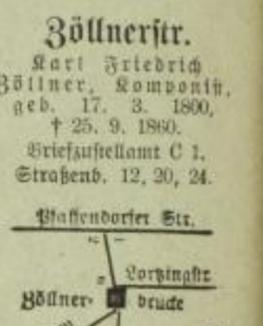 Zöllnerstr.
Karl Friedrich
Zöllner, Komponist,
geb. 17. 3. 1800,
† 25. 9. 1860.
Briefzustellamt C 1.
Straßenb. 12, 20, 24.
Pfaffendorfer Str.
Lortzingstr
Zöllner- brücke